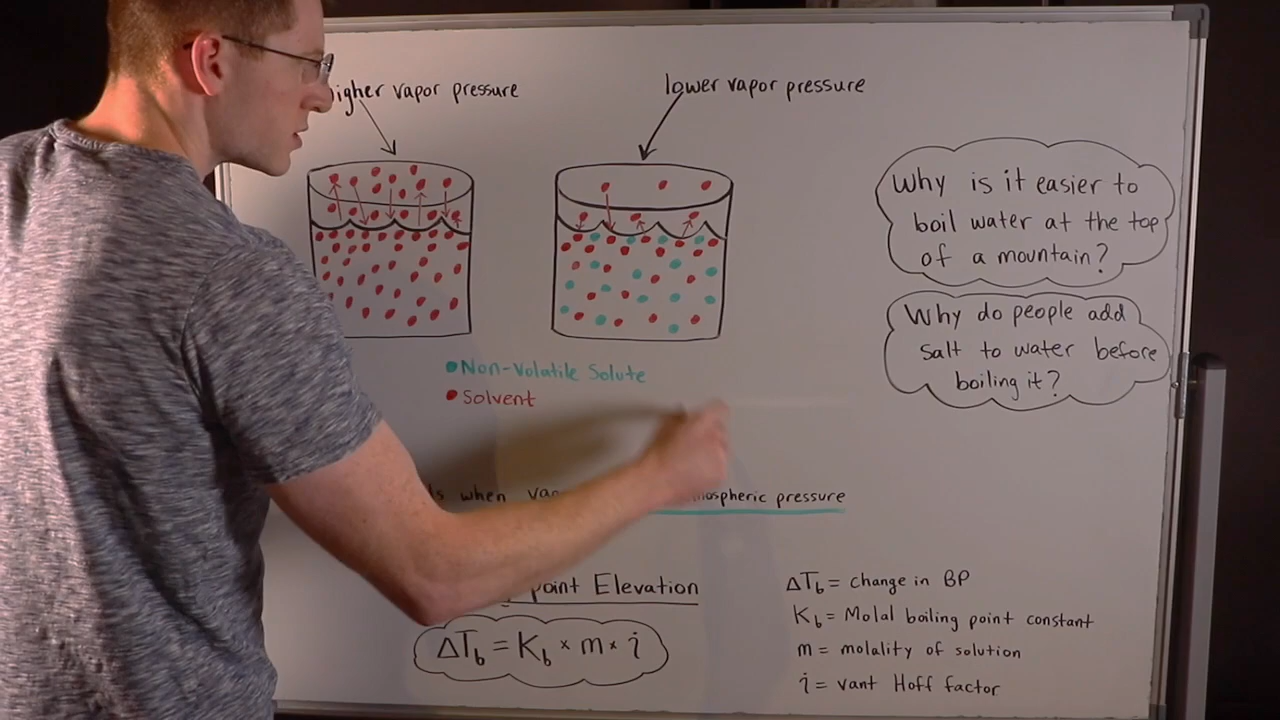 higher vapor pressure
lower vapor pressure
Why is it easier to
boil water at the top
of a mountain?
Why do people add
salt to water before
boiling it?
Non-Volatile Solute
Solvent
when
atmospheric pressure
point Elevation
ΔTb = Kb × m × i
ΔTb = change in BP
Kb = Molal boiling point constant
m = molality of solution
i = vant Hoff factor